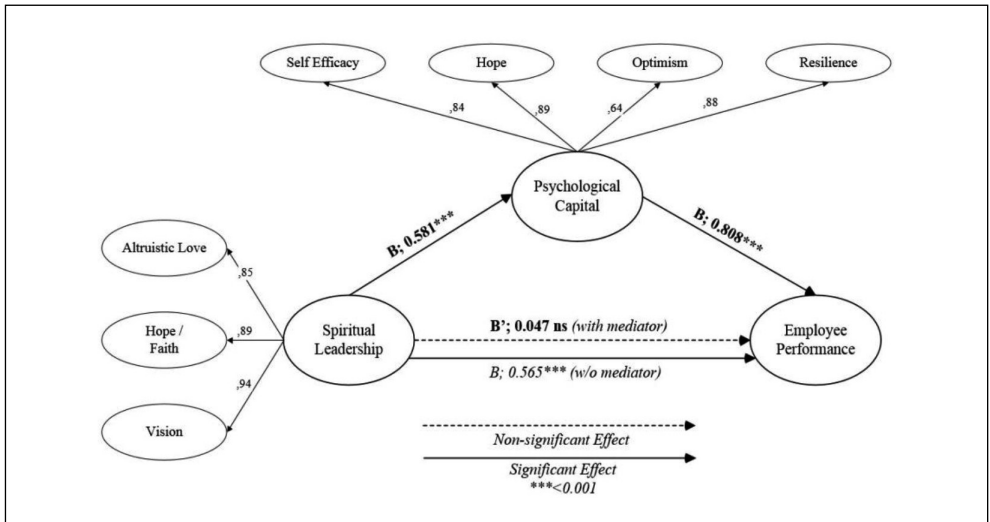 Self Efficacy
Hope
Optimism
Resilience
,84
,89
,64
,88
Psychological
Capital
B; 0.581***
B; 0.808***
Altruistic Love
,85
Hope /
Faith
,89
Vision
,94
Spiritual
Leadership
B’; 0.047 ns (with mediator)
B; 0.565*** (w/o mediator)
Employee
Performance
Non-significant Effect
Significant Effect
***<0.001